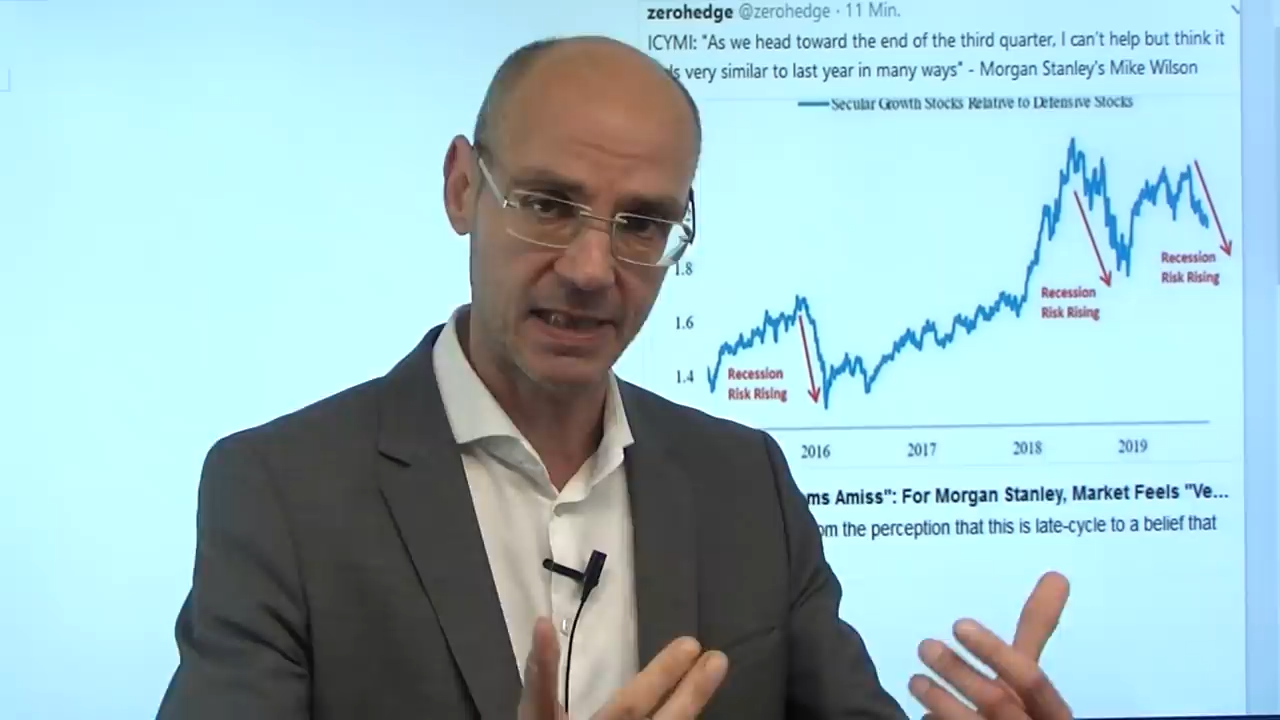 zerohedge @zerohedge · 11 Min.
ICYMI: "As we head toward the end of the third quarter, I can't help but think it
very similar to last year in many ways" - Morgan Stanley's Mike Wilson
Secular Growth Stocks Relative to Defensive Stocks
1.8
1.6
1.4
Recession
Risk Rising
Recession
Risk Rising
Recession
Risk Rising
2016
2017
2018
2019
Amiss": For Morgan Stanley, Market Feels "Ve...
the perception that this is late-cycle to a belief that